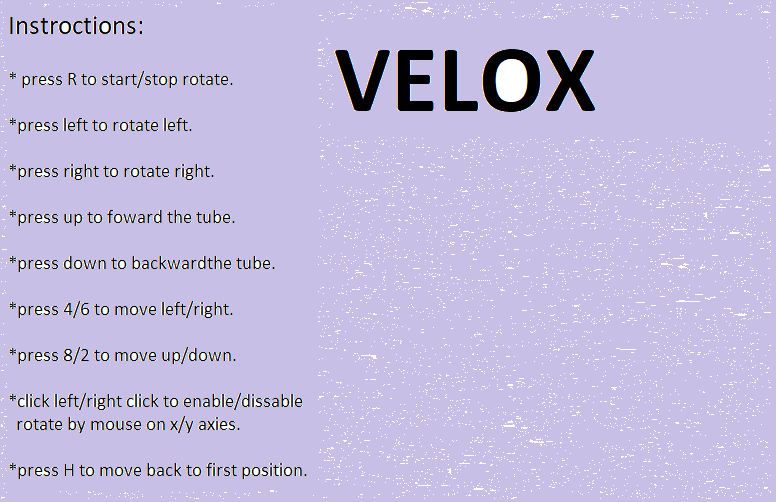 Instroctions:
VELOX
* press R to start/stop rotate.
*press left to rotate left.
*press right to rotate right.
*press up to foward the tube.
*press down to backwardthe tube.
*press 4/6 to move left/right.
*press 8/2 to move up/down.
*click left/right click to enable/dissable
rotate by mouse on x/y axies.
*press H to move back to first position.